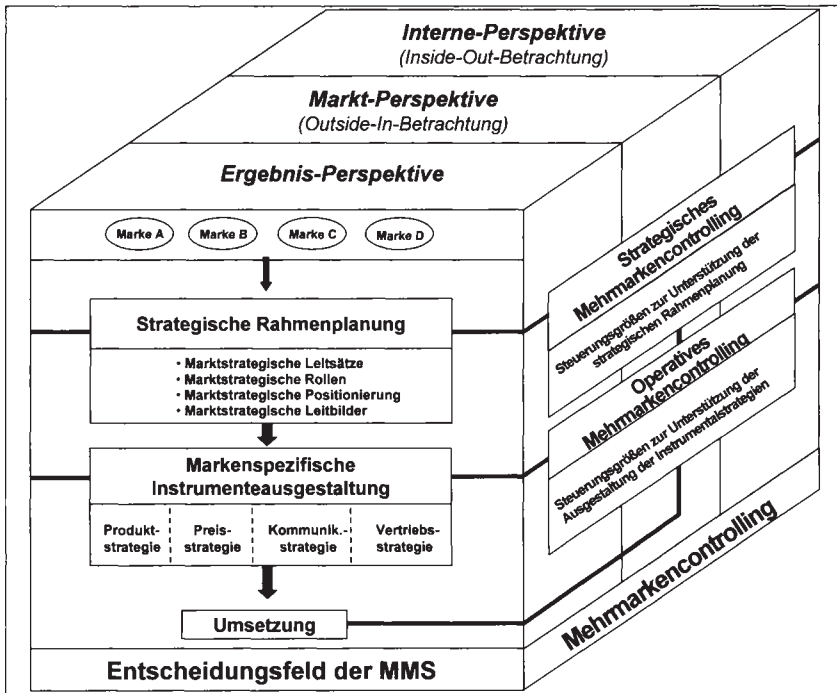 Interne-Perspektive
(Inside-Out-Betrachtung)
Markt-Perspektive
(Outside-In-Betrachtung)
Ergebnis-Perspektive
Marke A
Marke B
Marke C
Marke D
Strategische Rahmenplanung
• Marktstrategische Leitsätze
• Marktstrategische Rollen
• Marktstrategische Positionierung
• Marktstrategische Leitbilder
Markenspezifische
Instrumenteausgestaltung
Produkt-
strategie
Preis-
strategie
Kommunik.-
strategie
Vertriebs-
strategie
Umsetzung
Entscheidungsfeld der MMS
Strategisches
Mehrmarkencontrolling
Steuerungsgrößen zur Unterstützung der
strategischen Rahmenplanung
Operatives
Mehrmarkencontrolling
Steuerungsgrößen zur Unterstützung der
Ausgestaltung der Instrumentalstrategien
Mehrmarkencontrolling